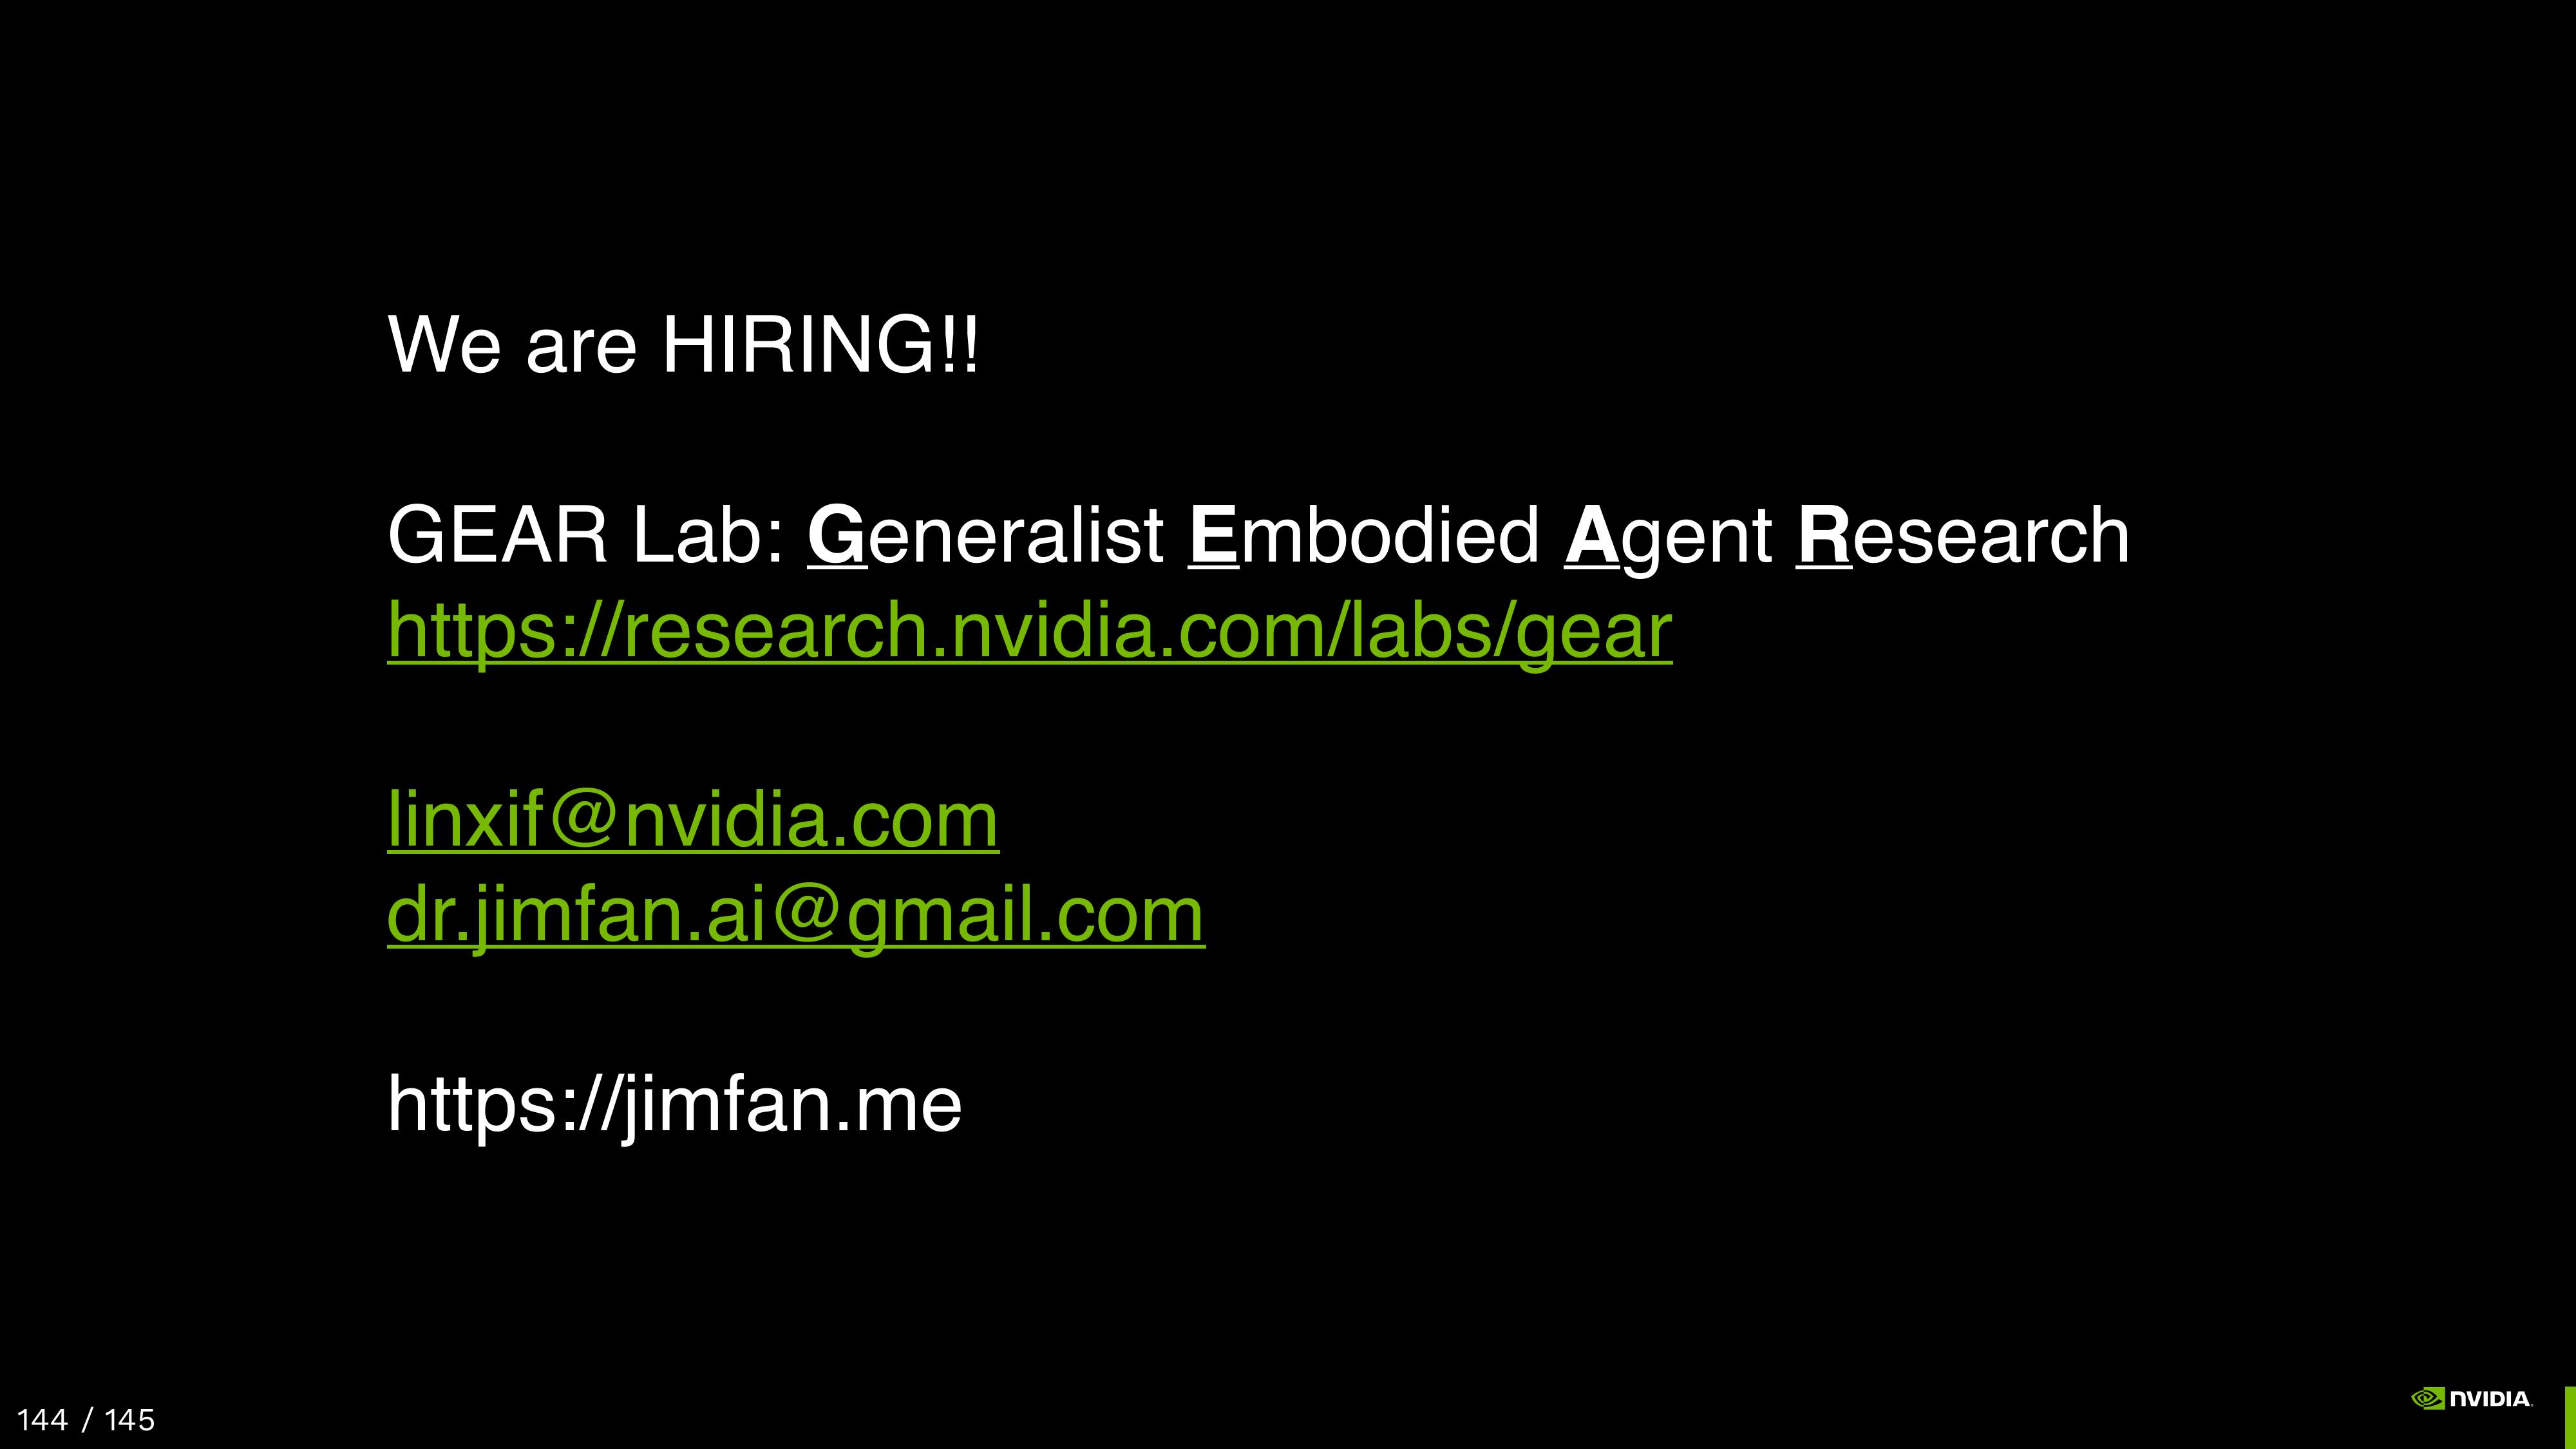 We are HIRING!!
GEAR Lab: Generalist Embodied Agent Research
https://research.nvidia.com/labs/gear
linxif@nvidia.com
dr.jimfan.ai@gmail.com
https://jimfan.me
144 / 145
NVIDIA.